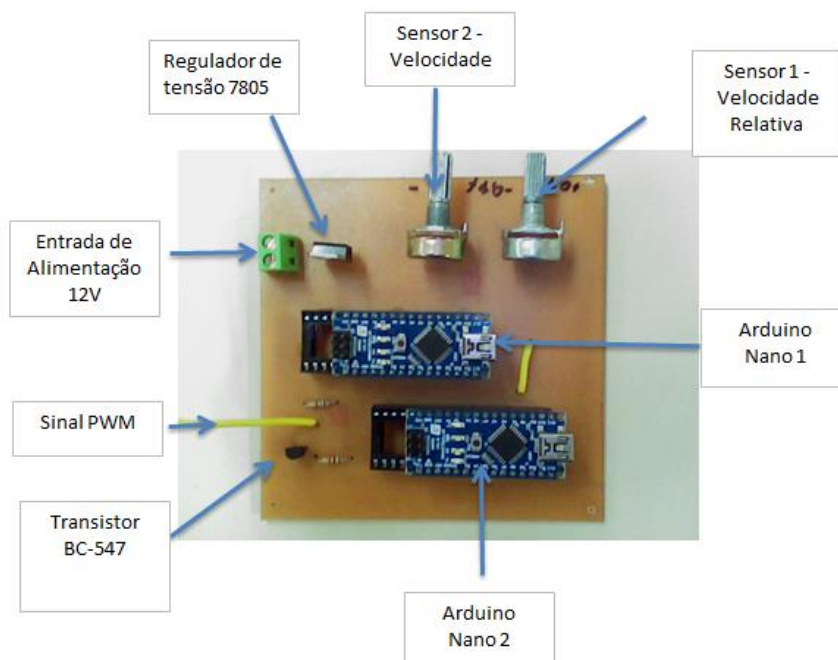 Sensor 2 -
Velocidade
Regulador de
tensão 7805
Sensor 1 -
Velocidade
Relativa
Entrada de
Alimentação
12V
Arduino
Nano 1
Sinal PWM
Transistor
BC-547
Arduino
Nano 2